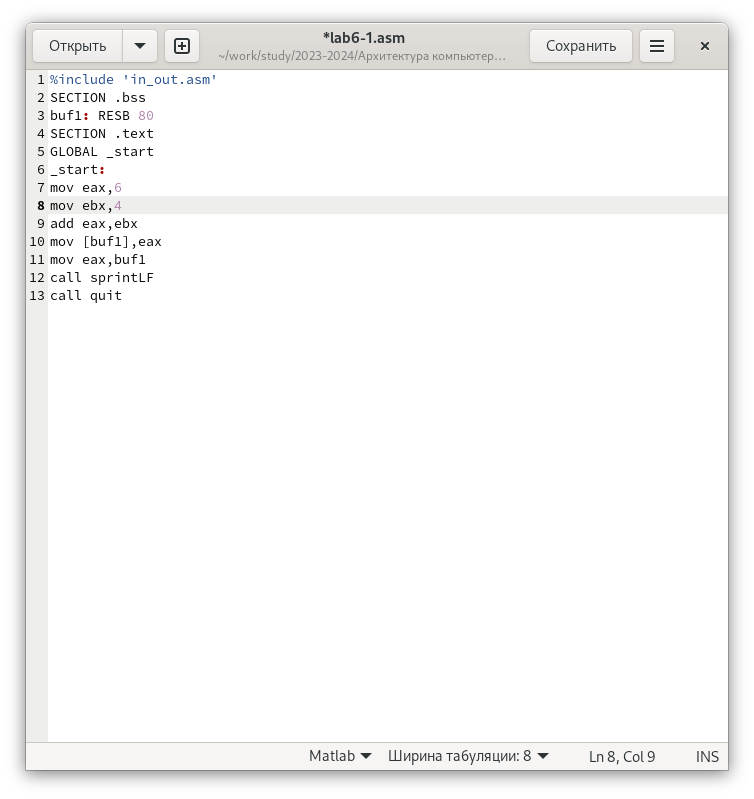 Открыть
*lab6-1.asm
~/work/study/2023-2024/Архитектура компьютер…
Сохранить
1 %include 'in_out.asm'
2 SECTION .bss
3 buf1: RESB 80
4 SECTION .text
5 GLOBAL _start
6 _start:
7 mov eax,6
8 mov ebx,4
9 add eax,ebx
10 mov [buf1],eax
11 mov eax,buf1
12 call sprintLF
13 call quit
Matlab Ширина табуляции: 8 Ln 8, Col 9 INS